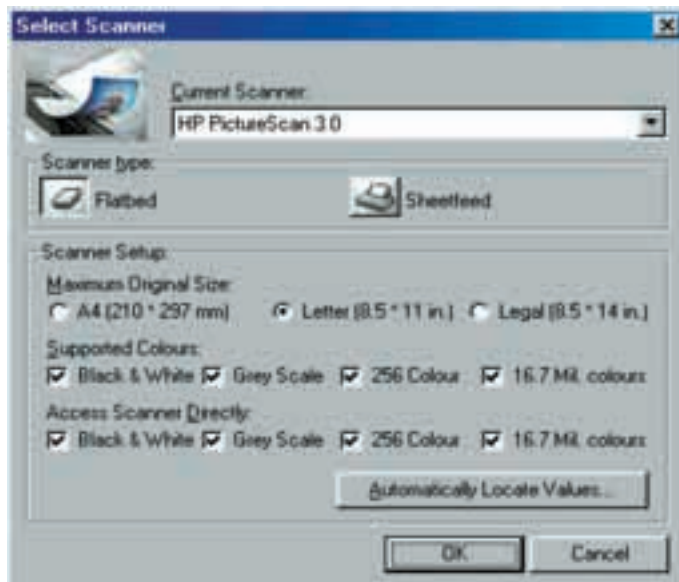 Select Scanner
Current Scanner:
HP PictureScan 3.0
Scanner type:
Flatbed Sheetfeed
Scanner Setup:
Maximum Original Size:
A4 (210 * 297 mm) Letter (8.5 * 11 in.) Legal (8.5 * 14 in.)
Supported Colours:
Black & White Grey Scale 256 Colour 16.7 Mil. colours
Access Scanner Directly:
Black & White Grey Scale 256 Colour 16.7 Mil. colours
Automatically Locate Values...
OK Cancel